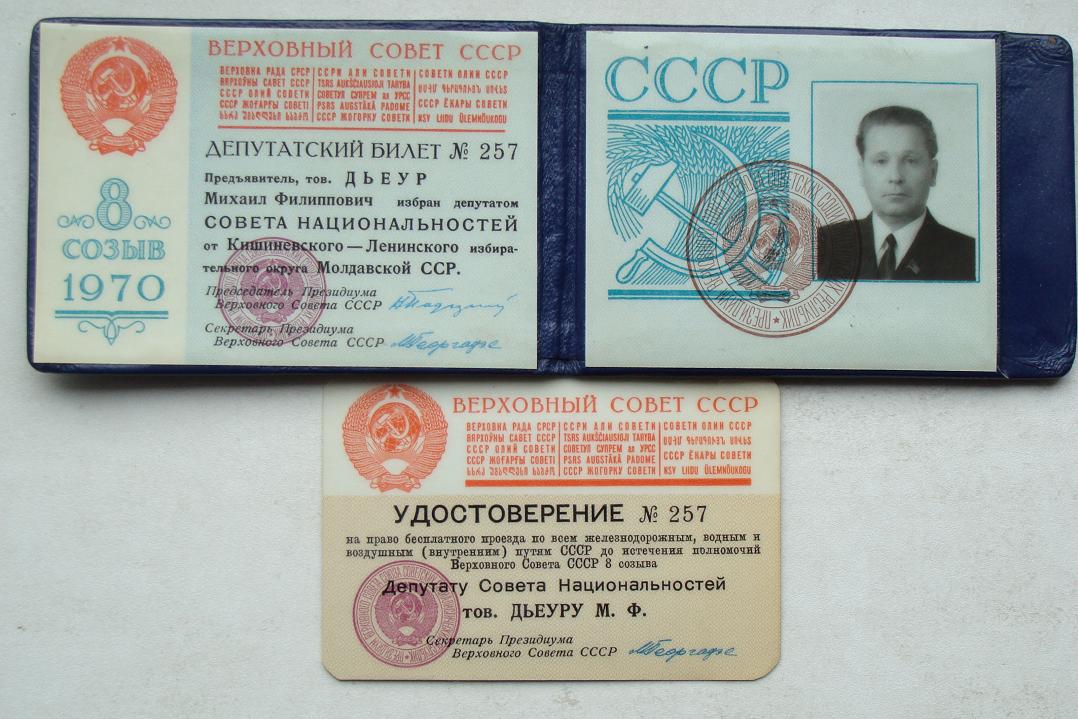 ВЕРХОВНЫЙ СОВЕТ СССР
ВЕРХОВНА РАДА СРСР
ВЯРХОЎНЫ САВЕТ СССР
СССР ОЛИЙ СОВЕТИ
СССР ЖОҒАРҒЫ СОВЕТІ
ССРИ АЛИ СОВЕТИ
TSRS AUKŠČIAUSIOJI TARYBA
СОВЕТУЛ СУПРЕМ ал УРСС
PSRS AUGSTĀKĀ PADOME
СССР ЖОГОРКУ СОВЕТИ
СОВЕТИ ОЛИИ СССР
СССР ЁКАРЫ СОВЕТИ
NSV LIIDU ÜLEMNÕUKOGU
ДЕПУТАТСКИЙ БИЛЕТ № 257
Предъявитель, тов. ДЬЕУР
Михаил Филиппович избран депутатом
СОВЕТА НАЦИОНАЛЬНОСТЕЙ
от Кишиневского—Ленинского избира-
тельного округа Молдавской ССР.
Председатель Президиума
Верховного Совета СССР
Секретарь Президиума
Верховного Совета СССР
8
СОЗЫВ
1970
СССР
ВЕРХОВНЫЙ СОВЕТ СССР
ВЕРХОВНА РАДА СРСР
ВЯРХОЎНЫ САВЕТ СССР
СССР ОЛИЙ СОВЕТИ
СССР ЖОҒАРҒЫ СОВЕТІ
ССРИ АЛИ СОВЕТИ
TSRS AUKŠČIAUSIOJI TARYBA
СОВЕТУЛ СУПРЕМ ал УРСС
PSRS AUGSTĀKĀ PADOME
СССР ЖОГОРКУ СОВЕТИ
СОВЕТИ ОЛИИ СССР
СССР ЁКАРЫ СОВЕТИ
NSV LIIDU ÜLEMNÕUKOGU
УДОСТОВЕРЕНИЕ № 257
на право бесплатного проезда по всем железнодорожным, водным и
воздушным (внутренним) путям СССР до истечения полномочий
Верховного Совета СССР 8 созыва
Депутату Совета Национальностей
тов. ДЬЕУРУ М. Ф.
Секретарь Президиума
Верховного Совета СССР